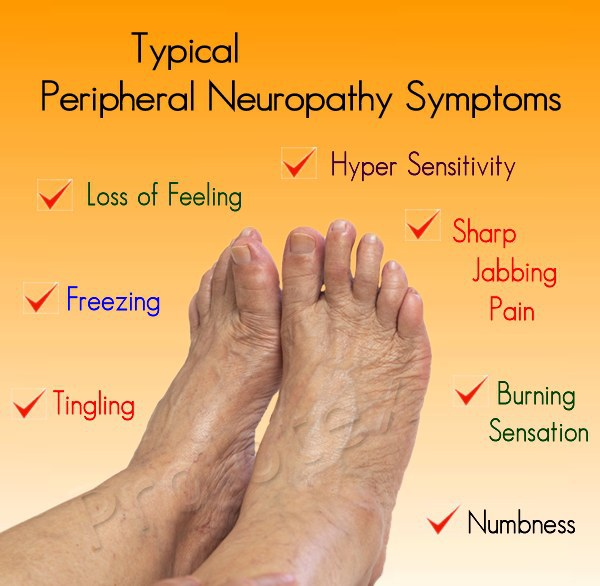 Typical
Peripheral Neuropathy Symptoms
Hyper Sensitivity
Loss of Feeling
Sharp
Jabbing
Pain
Freezing
Tingling
Burning
Sensation
Numbness